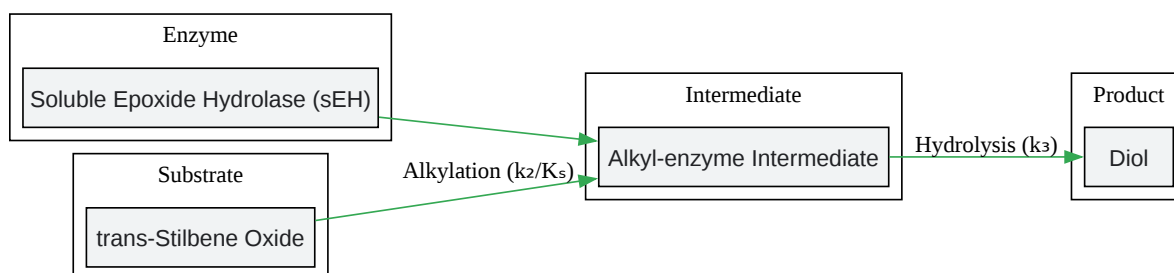 Enzyme
Soluble Epoxide Hydrolase (sEH)
Substrate
trans-Stilbene Oxide
Alkylation (k₂/Kₛ)
Intermediate
Alkyl-enzyme Intermediate
Hydrolysis (k₃)
Product
Diol